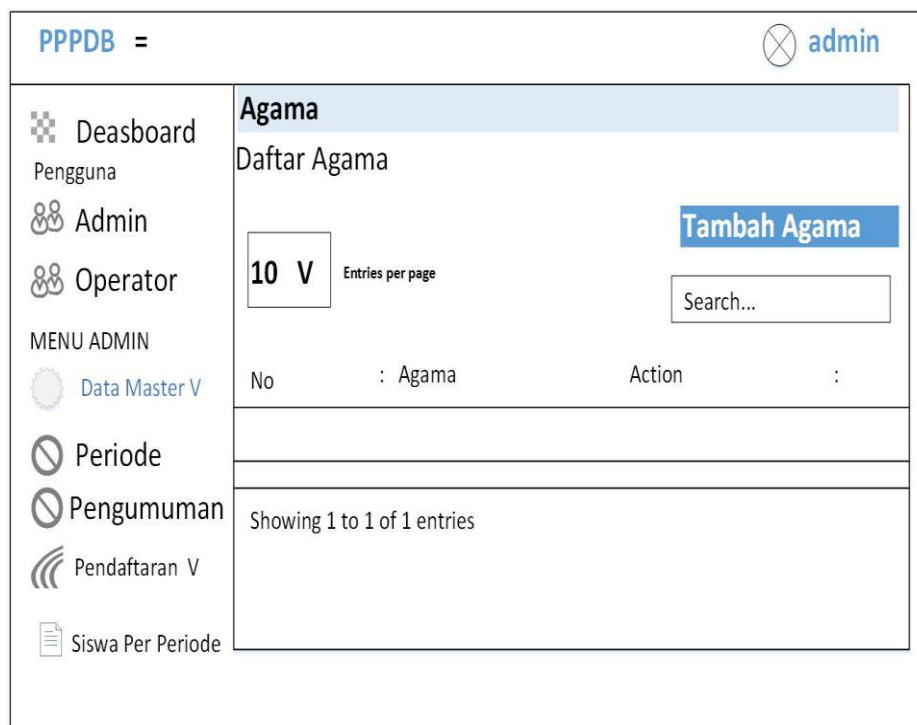 PPPDB =
admin
Deasboard
Pengguna
Admin
Operator
MENU ADMIN
Data Master V
Periode
Pengumuman
Pendaftaran V
Siswa Per Periode
Agama
Daftar Agama
Tambah Agama
10 V Entries per page
Search...
No : Agama Action :
Showing 1 to 1 of 1 entries